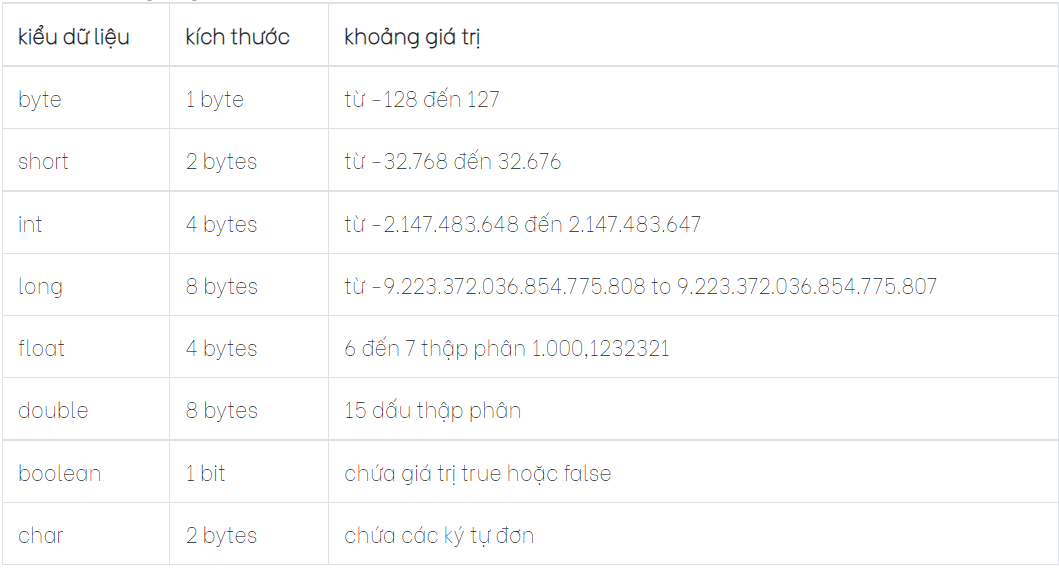 kiểu dữ liệu kích thước khoảng giá trị
byte 1 byte từ -128 đến 127
short 2 bytes từ -32.768 đến 32.676
int 4 bytes từ -2.147.483.648 đến 2.147.483.647
long 8 bytes từ -9.223.372.036.854.775.808 to 9.223.372.036.854.775.807
float 4 bytes 6 đến 7 thập phân 1.000,1232321
double 8 bytes 15 dấu thập phân
boolean 1 bit chứa giá trị true hoặc false
char 2 bytes chứa các ký tự đơn